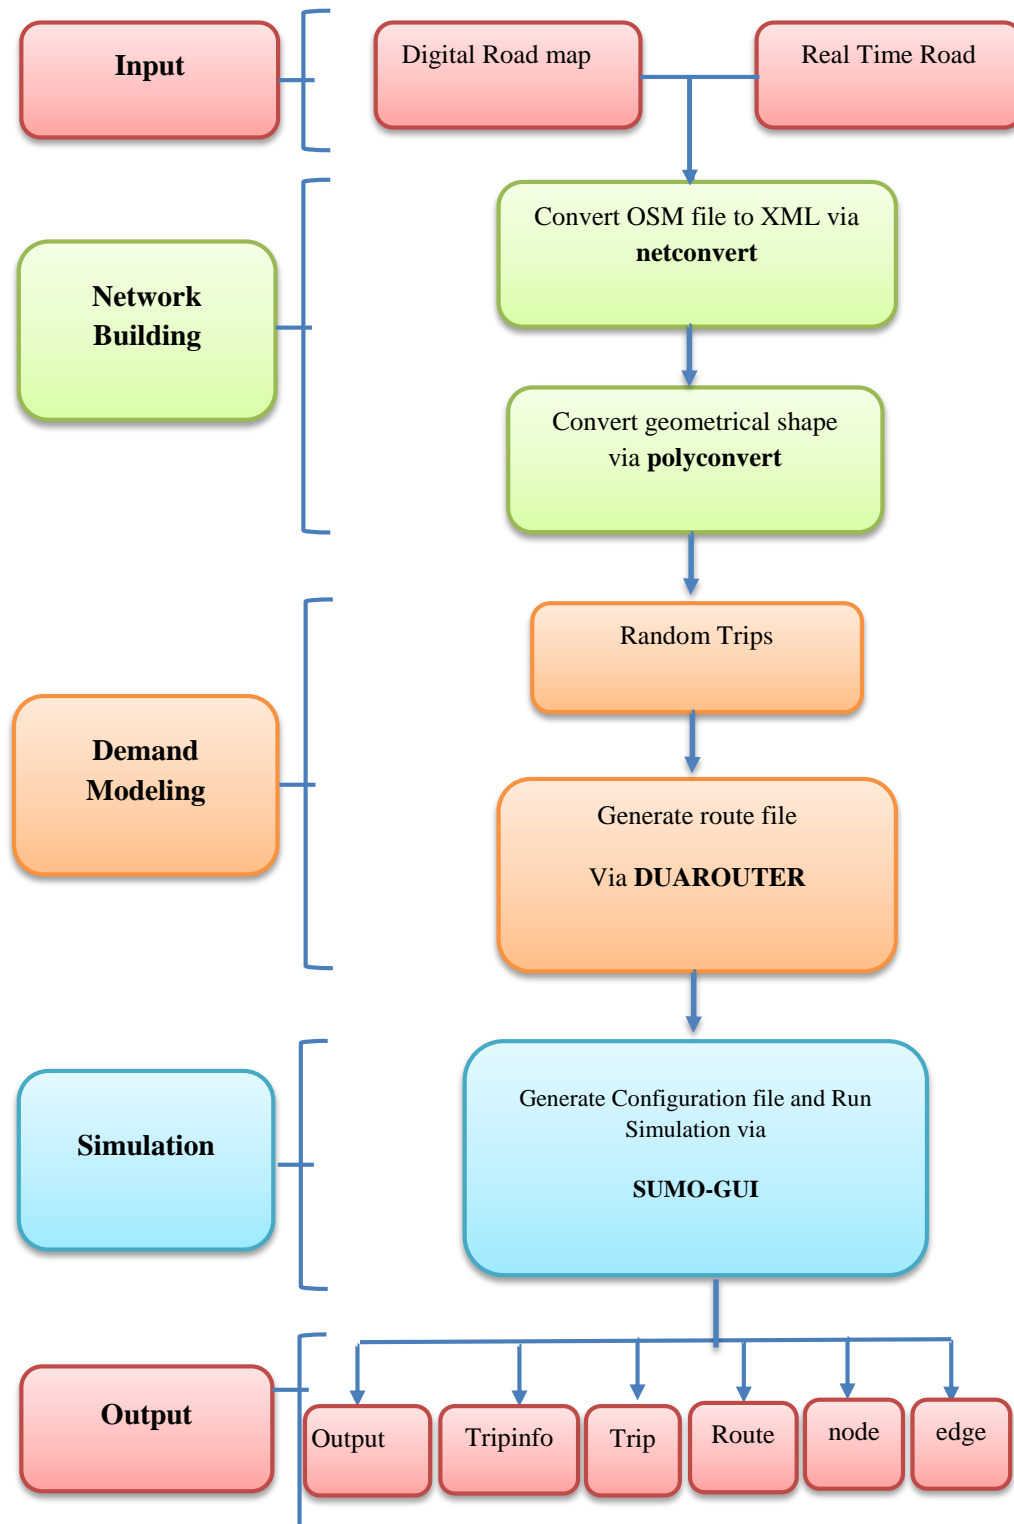 Input
Digital Road map
Real Time Road
Network
Building
Convert OSM file to XML via
netconvert
Convert geometrical shape
via polyconvert
Demand
Modeling
Random Trips
Generate route file
Via DUAROUTER
Simulation
Generate Configuration file and Run
Simulation via
SUMO-GUI
Output
Output
Tripinfo
Trip
Route
node
edge